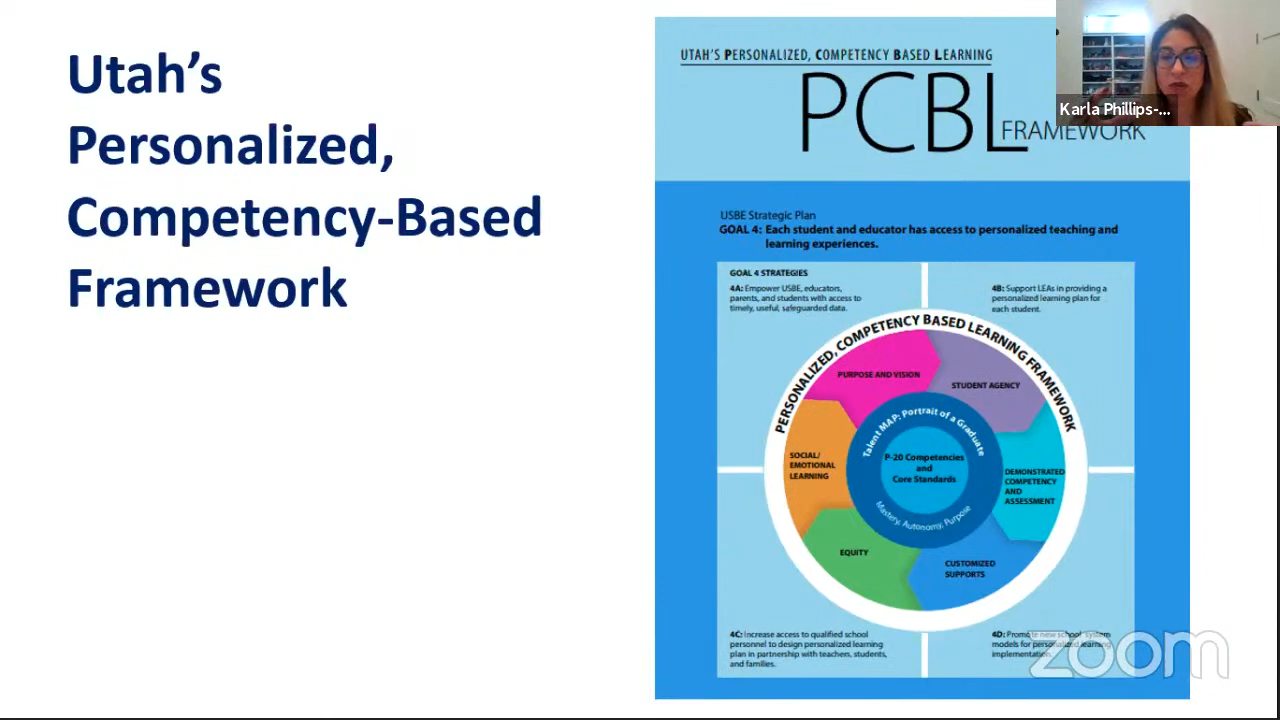 Utah’s
Personalized,
Competency-Based
Framework
UTAH'S PERSONALIZED, COMPETENCY BASED LEARNING
PCBL FRAMEWORK
Karla Phillips-...
USBE Strategic Plan
GOAL 4: Each student and educator has access to personalized teaching and
learning experiences.
GOAL 4 STRATEGIES
4A: Empower USBE, educators,
parents, and students with access to
timely, useful, safeguarded data.
4B: Support LEAs in providing a
personalized learning plan for
each student.
PERSONALIZED, COMPETENCY BASED LEARNING FRAMEWORK
PURPOSE AND VISION
STUDENT AGENCY
Talent MAP: Portrait of a Graduate
P-20 Competencies
and
Core Standards
Mastery, Autonomy, Purpose
SOCIAL/
EMOTIONAL
LEARNING
DEMONSTRATED
COMPETENCY
AND
ASSESSMENT
EQUITY
CUSTOMIZED
SUPPORTS
4C: Increase access to qualified school
personnel to design personalized learning
plan in partnership with teachers, students,
and families.
4D: Promote new school system
models for personalized learning
implementation.
zoom